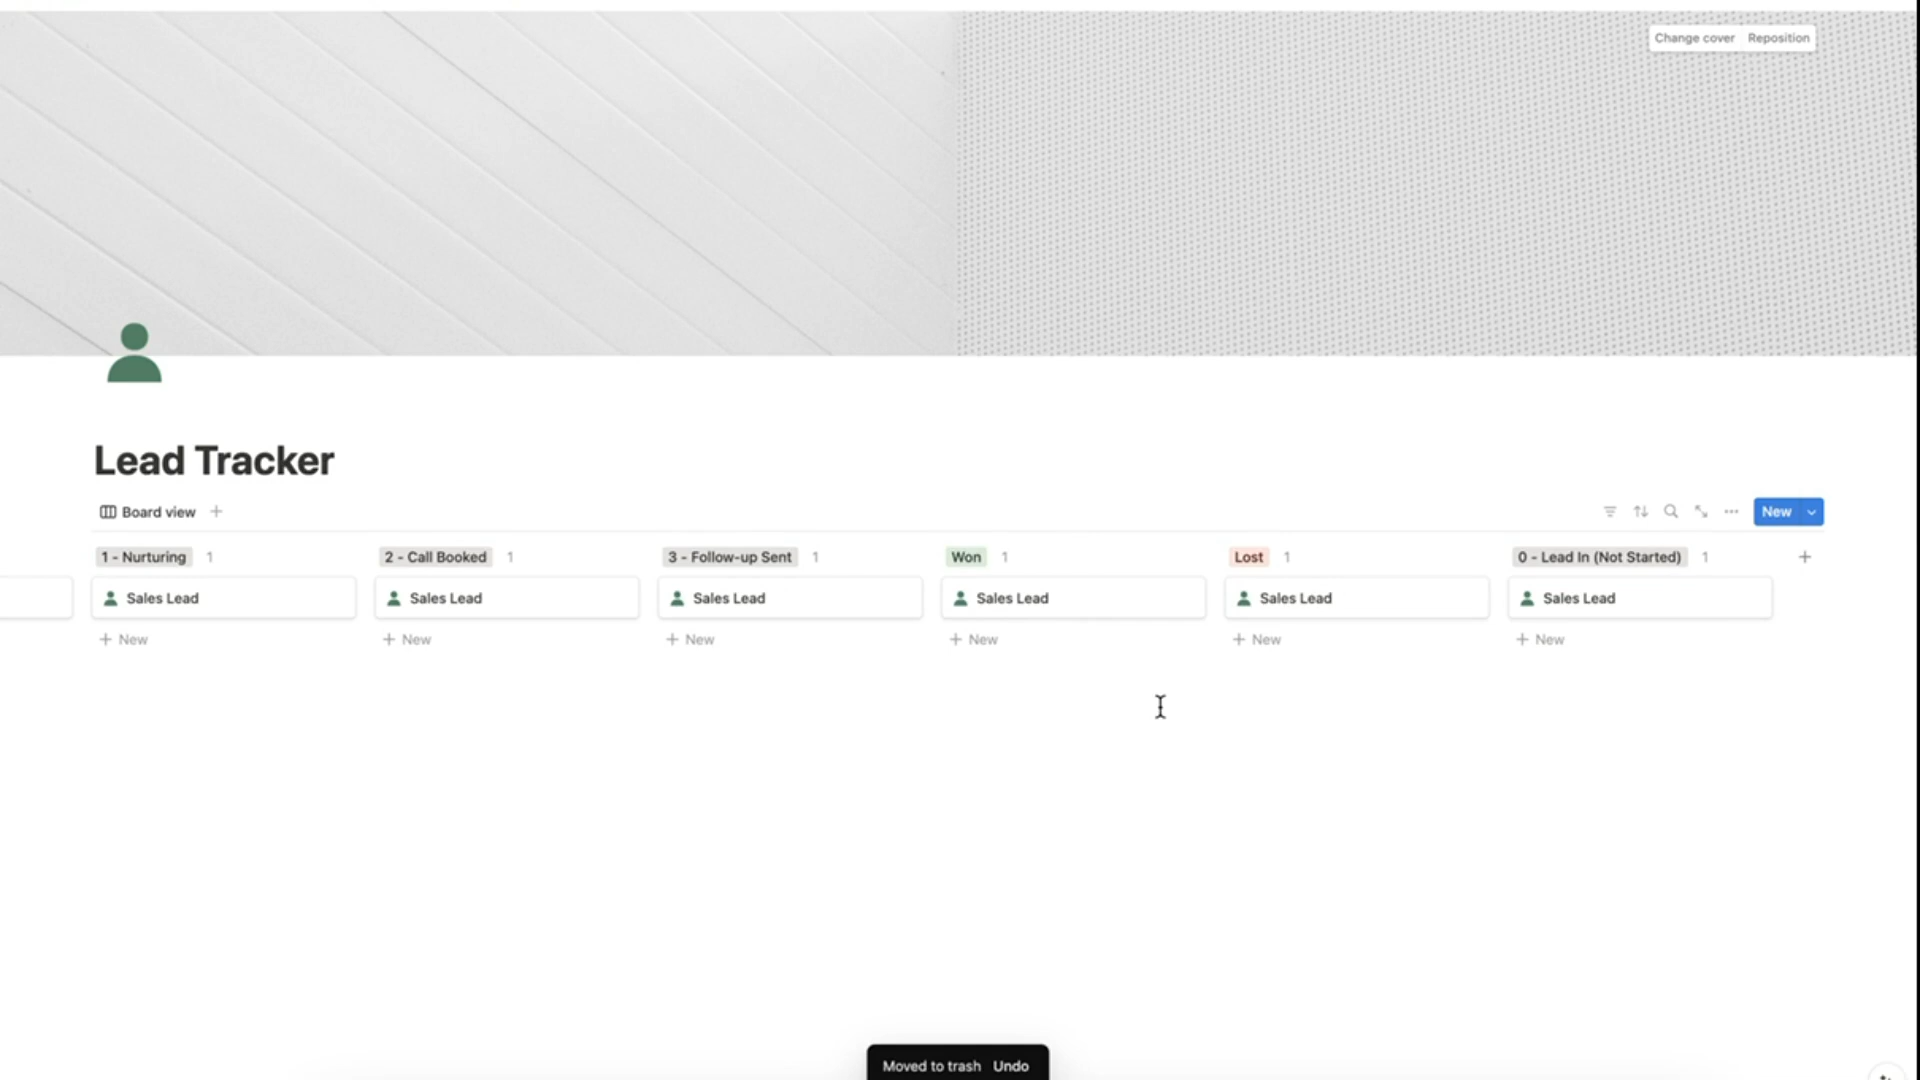 Change cover Reposition
Lead Tracker
Board view
New
1 - Nurturing 1
2 - Call Booked 1
3 - Follow-up Sent 1
Won 1
Lost 1
0 - Lead In (Not Started) 1
Sales Lead
Sales Lead
Sales Lead
Sales Lead
Sales Lead
Sales Lead
+ New
+ New
+ New
+ New
+ New
+ New
Moved to trash Undo